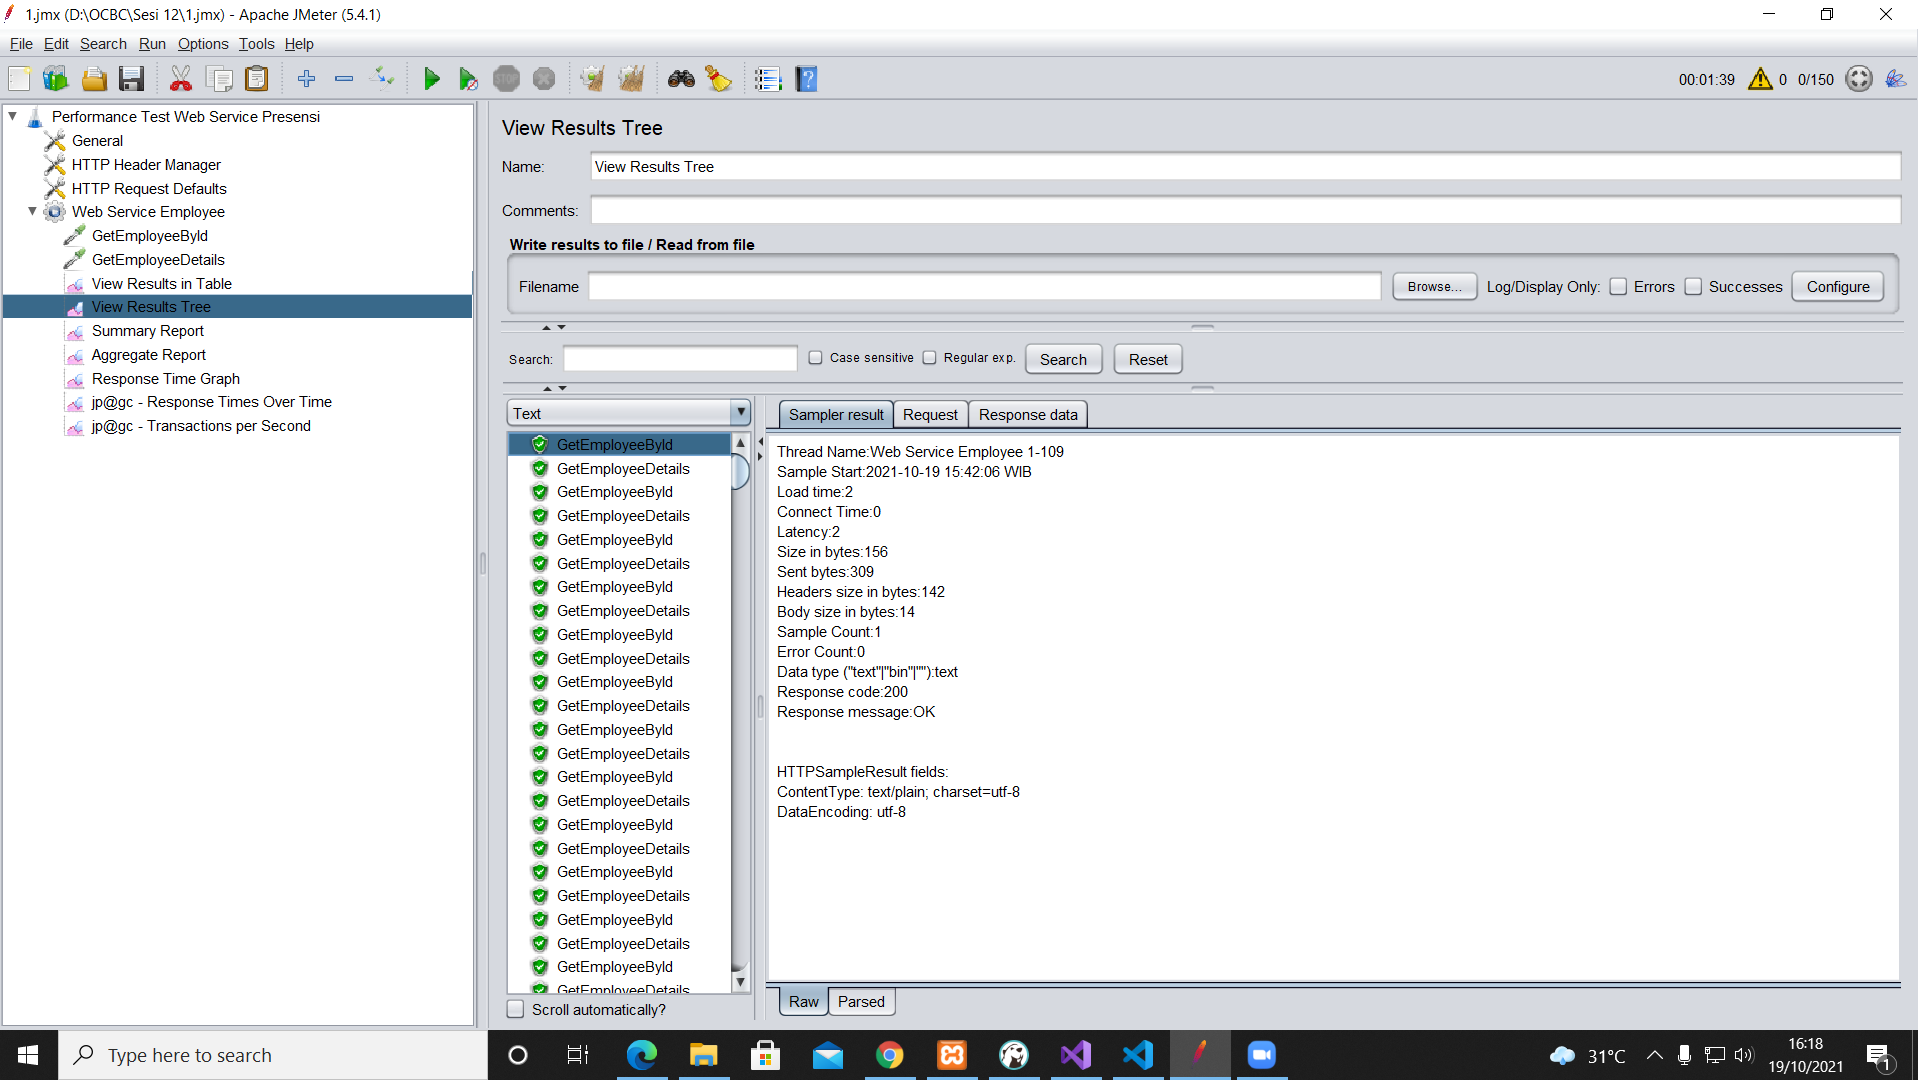 1.jmx (D:\OCBC\Sesi 12\1.jmx) - Apache JMeter (5.4.1)
File Edit Search Run Options Tools Help
STOP
00:01:39 0 0/150
Performance Test Web Service Presensi
General
HTTP Header Manager
HTTP Request Defaults
Web Service Employee
GetEmployeeById
GetEmployeeDetails
View Results in Table
View Results Tree
Summary Report
Aggregate Report
Response Time Graph
jp@gc - Response Times Over Time
jp@gc - Transactions per Second
View Results Tree
Name: View Results Tree
Comments:
Write results to file / Read from file
Filename Browse... Log/Display Only: Errors Successes Configure
Search: Case sensitive Regular exp. Search Reset
Text
GetEmployeeById
GetEmployeeDetails
GetEmployeeById
GetEmployeeDetails
GetEmployeeById
GetEmployeeDetails
GetEmployeeById
GetEmployeeDetails
GetEmployeeById
GetEmployeeDetails
GetEmployeeById
GetEmployeeDetails
GetEmployeeById
GetEmployeeDetails
GetEmployeeById
GetEmployeeDetails
GetEmployeeById
GetEmployeeDetails
GetEmployeeById
GetEmployeeDetails
GetEmployeeById
GetEmployeeDetails
GetEmployeeById
GetEmployeeDetails
Scroll automatically?
Sampler result Request Response data
Thread Name:Web Service Employee 1-109
Sample Start:2021-10-19 15:42:06 WIB
Load time:2
Connect Time:0
Latency:2
Size in bytes:156
Sent bytes:309
Headers size in bytes:142
Body size in bytes:14
Sample Count:1
Error Count:0
Data type ("text"|"bin"|""):text
Response code:200
Response message:OK
HTTPSampleResult fields:
ContentType: text/plain; charset=utf-8
DataEncoding: utf-8
Raw Parsed
Type here to search
31°C
16:18
19/10/2021
1